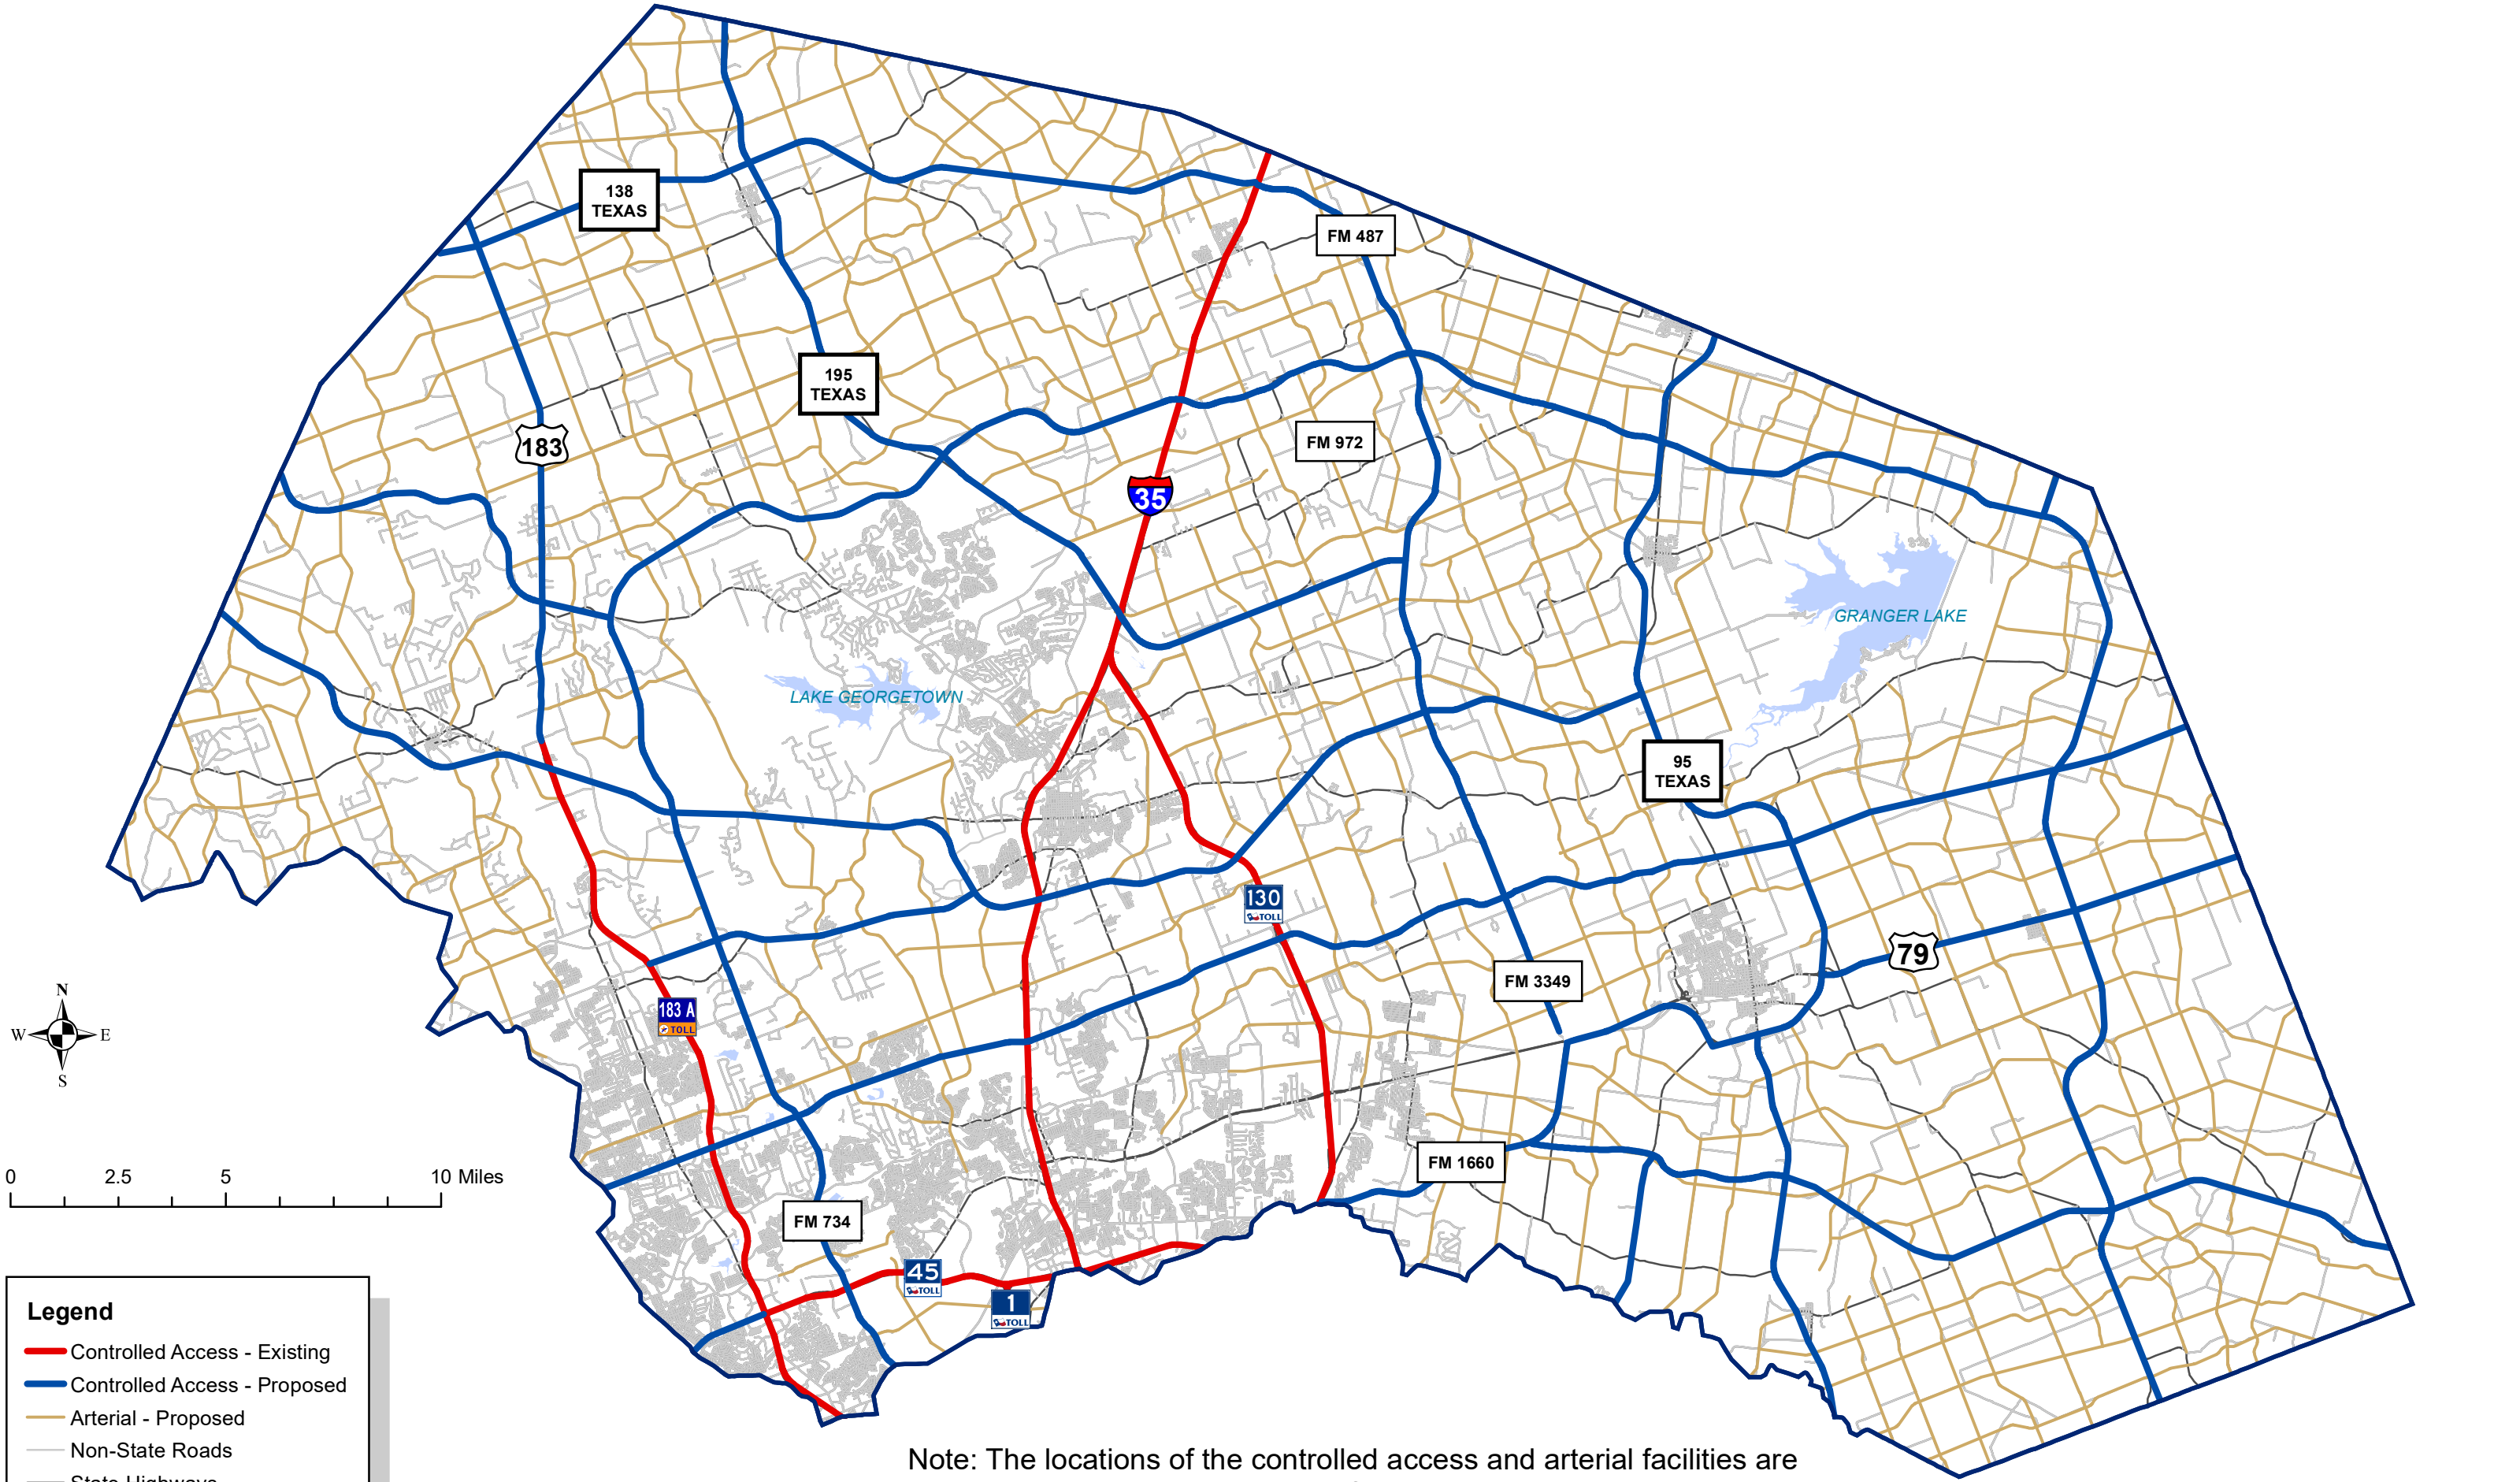 138
TEXAS
FM 487
195
TEXAS
183
FM 972
35
GRANGER LAKE
LAKE GEORGETOWN
95
TEXAS
130
TOLL
79
FM 3349
183 A
TOLL
N
W E
S
FM 1660
0 2.5 5 10 Miles
FM 734
45
TOLL
1
TOLL
Legend
Controlled Access - Existing
Controlled Access - Proposed
Arterial - Proposed
Non-State Roads
State Highways
Note: The locations of the controlled access and arterial facilities are